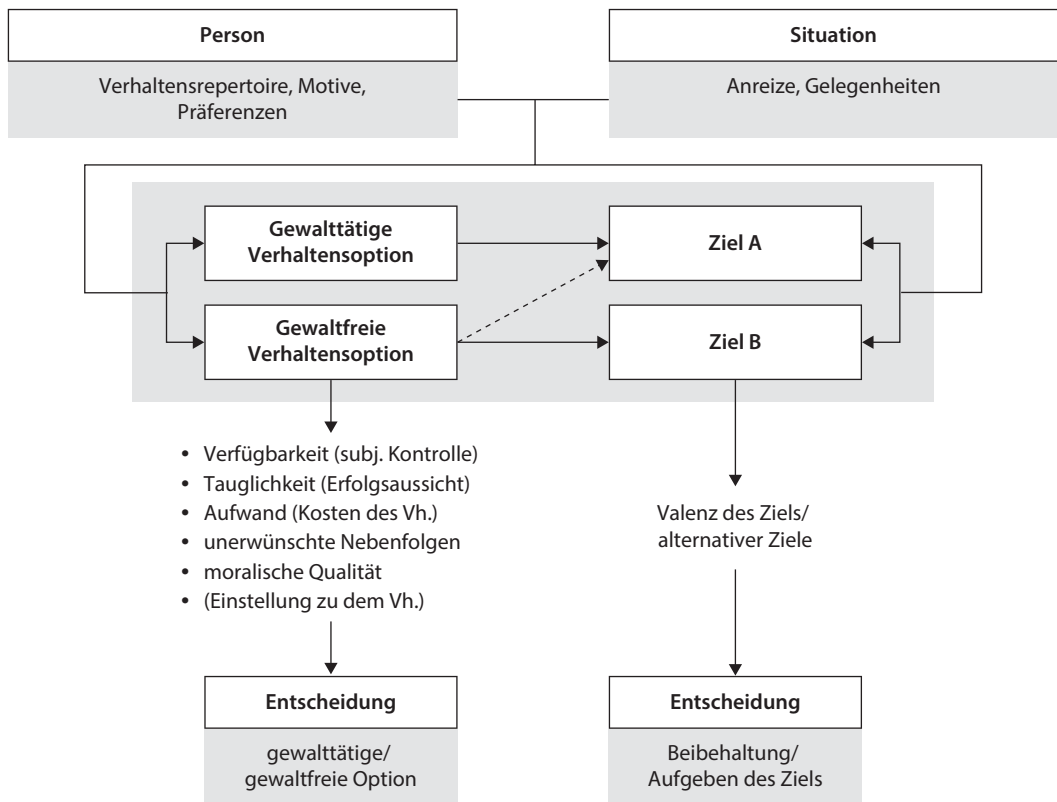 Person
Verhaltensrepertoire, Motive,
Präferenzen
Situation
Anreize, Gelegenheiten
Gewalttätige
Verhaltensoption
Ziel A
Gewaltfreie
Verhaltensoption
Ziel B
• Verfügbarkeit (subj. Kontrolle)
• Tauglichkeit (Erfolgsaussicht)
• Aufwand (Kosten des Vh.)
• unerwünschte Nebenfolgen
• moralische Qualität
• (Einstellung zu dem Vh.)
Valenz des Ziels/
alternativer Ziele
Entscheidung
gewalttätige/
gewaltfreie Option
Entscheidung
Beibehaltung/
Aufgeben des Ziels